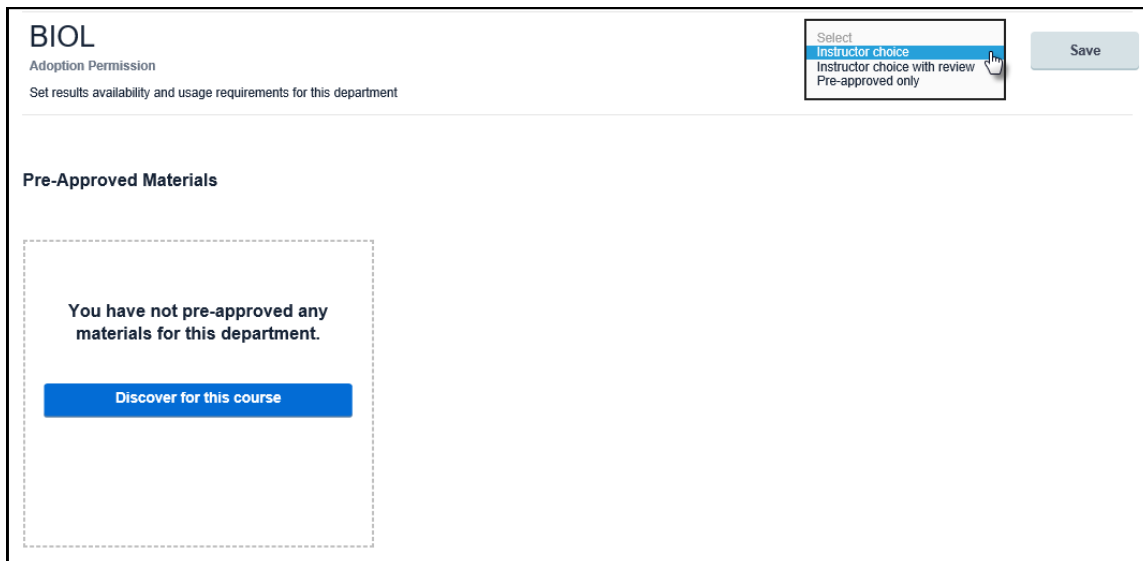 BIOL
Adoption Permission
Set results availability and usage requirements for this department
Select
Instructor choice
Instructor choice with review
Pre-approved only
Save
Pre-Approved Materials
You have not pre-approved any
materials for this department.
Discover for this course